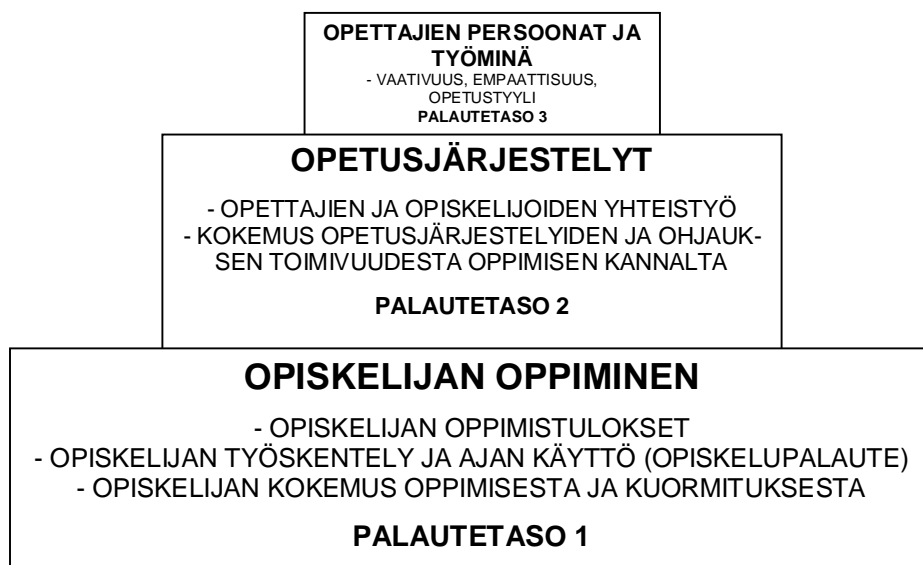 OPETTAJIEN PERSOONAT JA
TYÖMINÄ
- VAATIVUUS, EMPAATTISUUS,
OPETUSTYYLI
PALAUTETASO 3
OPETUSJÄRJESTELYT
- OPETTAJIEN JA OPISKELIJOIDEN YHTEISTYÖ
- KOKEMUS OPETUSJÄRJESTELYIDEN JA OHJAUK-
SEN TOIMIVUUDESTA OPPIMISEN KANNALTA
PALAUTETASO 2
OPISKELIJAN OPPIMINEN
- OPISKELIJAN OPPIMISTULOKSET
- OPISKELIJAN TYÖSKENTELY JA AJAN KÄYTTÖ (OPISKELUPALAUTE)
- OPISKELIJAN KOKEMUS OPPIMISESTA JA KUORMITUKSESTA
PALAUTETASO 1